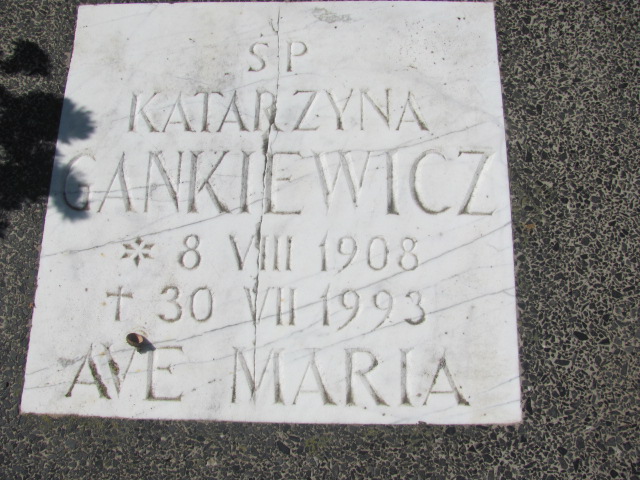 SP
KATARZYNA
GANKIEWICZ
* 8 VIII 1908
† 30 VII 1993
AVE MARIA